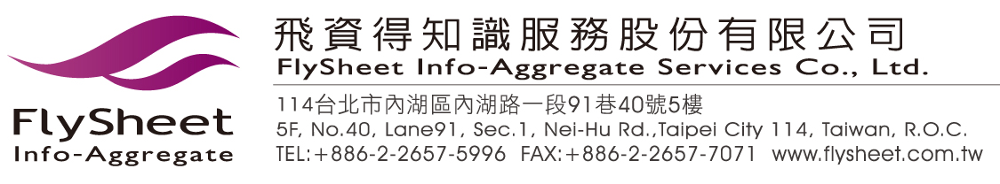 FlySheet
Info-Aggregate
飛資得知識服務股份有限公司
FlySheet Info-Aggregate Services Co., Ltd.
114台北市內湖區內湖路一段91巷40號5樓
5F, No.40, Lane91, Sec.1, Nei-Hu Rd.,Taipei City 114, Taiwan, R.O.C.
TEL:+886-2-2657-5996  FAX:+886-2-2657-7071  www.flysheet.com.tw